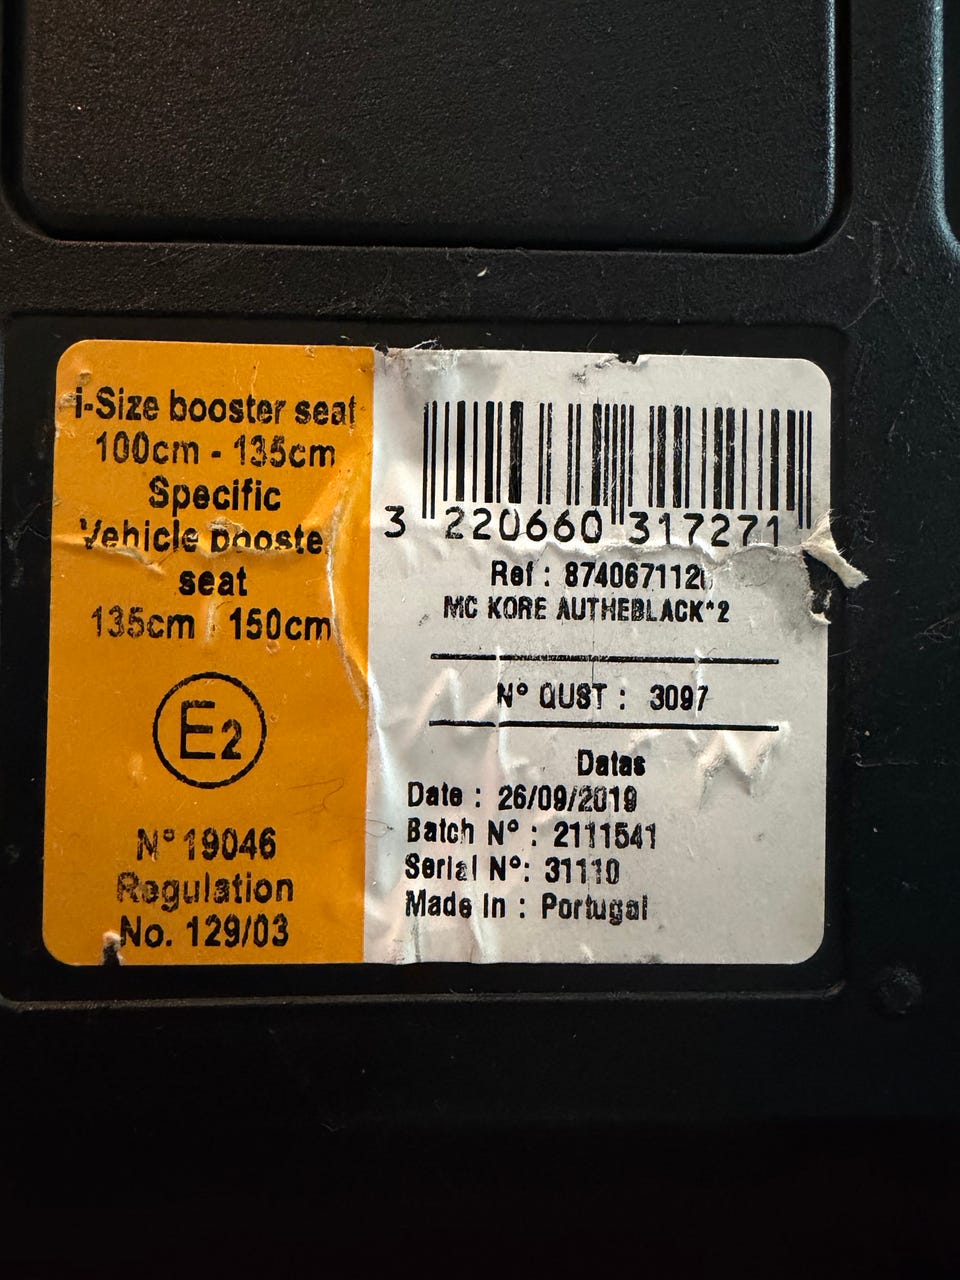 i-Size booster seat
100cm - 135cm
Specific
Vehicle booste
seat
135cm - 150cm
E2
N° 19046
Regulation
No. 129/03
3 220660 317271
Ref : 8740671120
MC KORE AUTHEBLACK*2
N° QUST : 3097
Datas
Date : 26/09/2019
Batch N° : 2111541
Serial N°: 31110
Made In : Portugal